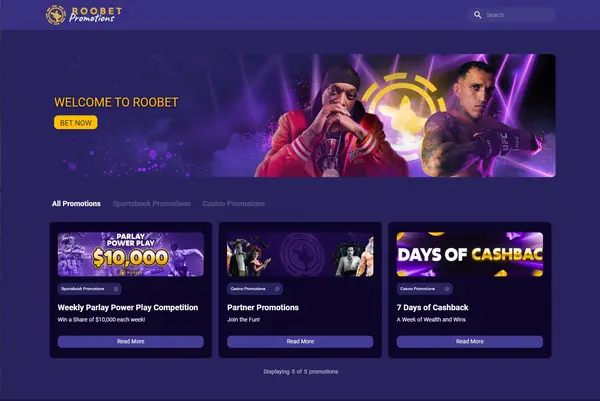 ROOBET
Promotions
Search
WELCOME TO ROOBET
BET NOW
UFC
All Promotions
Sportsbook Promotions
Casino Promotions
PARLAY
POWER PLAY
$10,000
ROOBET
DAYS OF CASHBAC
Sportsbook Promotions
Casino Promotions
Casino Promotions
Weekly Parlay Power Play Competition
Partner Promotions
7 Days of Cashback
Win a Share of $10,000 each week!
Join the Fun!
A Week of Wealth and Wins
Read More
Read More
Read More
Displaying 5 of 5 promotions